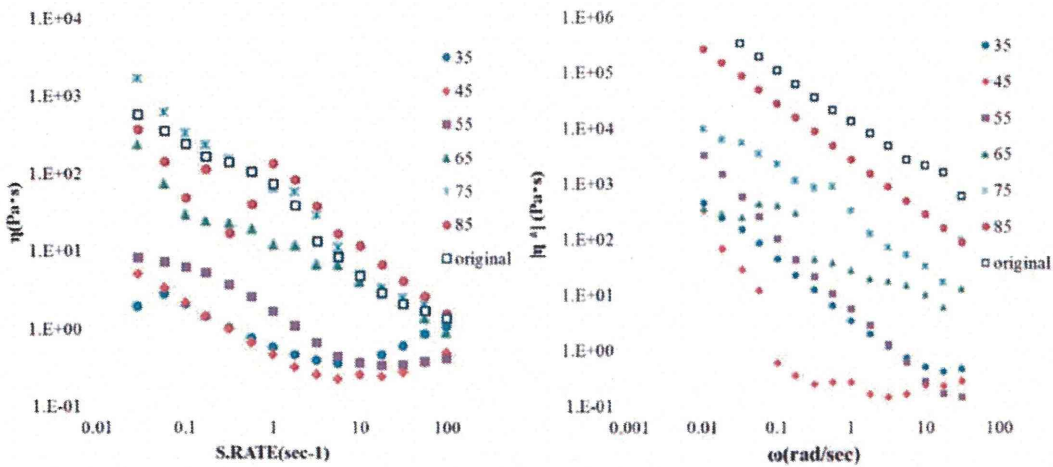 1.E+04
1.E+03
1.E+02
1.E+01
1.E+00
1.E-01
η(Pa•s)
0.01 0.1 1 10 100
S.RATE(sec-1)
35
45
55
65
75
85
original
1.E+06
1.E+05
1.E+04
1.E+03
1.E+02
1.E+01
1.E+00
1.E-01
(Pa•s)
0.001 0.01 0.1 1 10 100
ω(rad/sec)
35
45
55
65
75
85
original